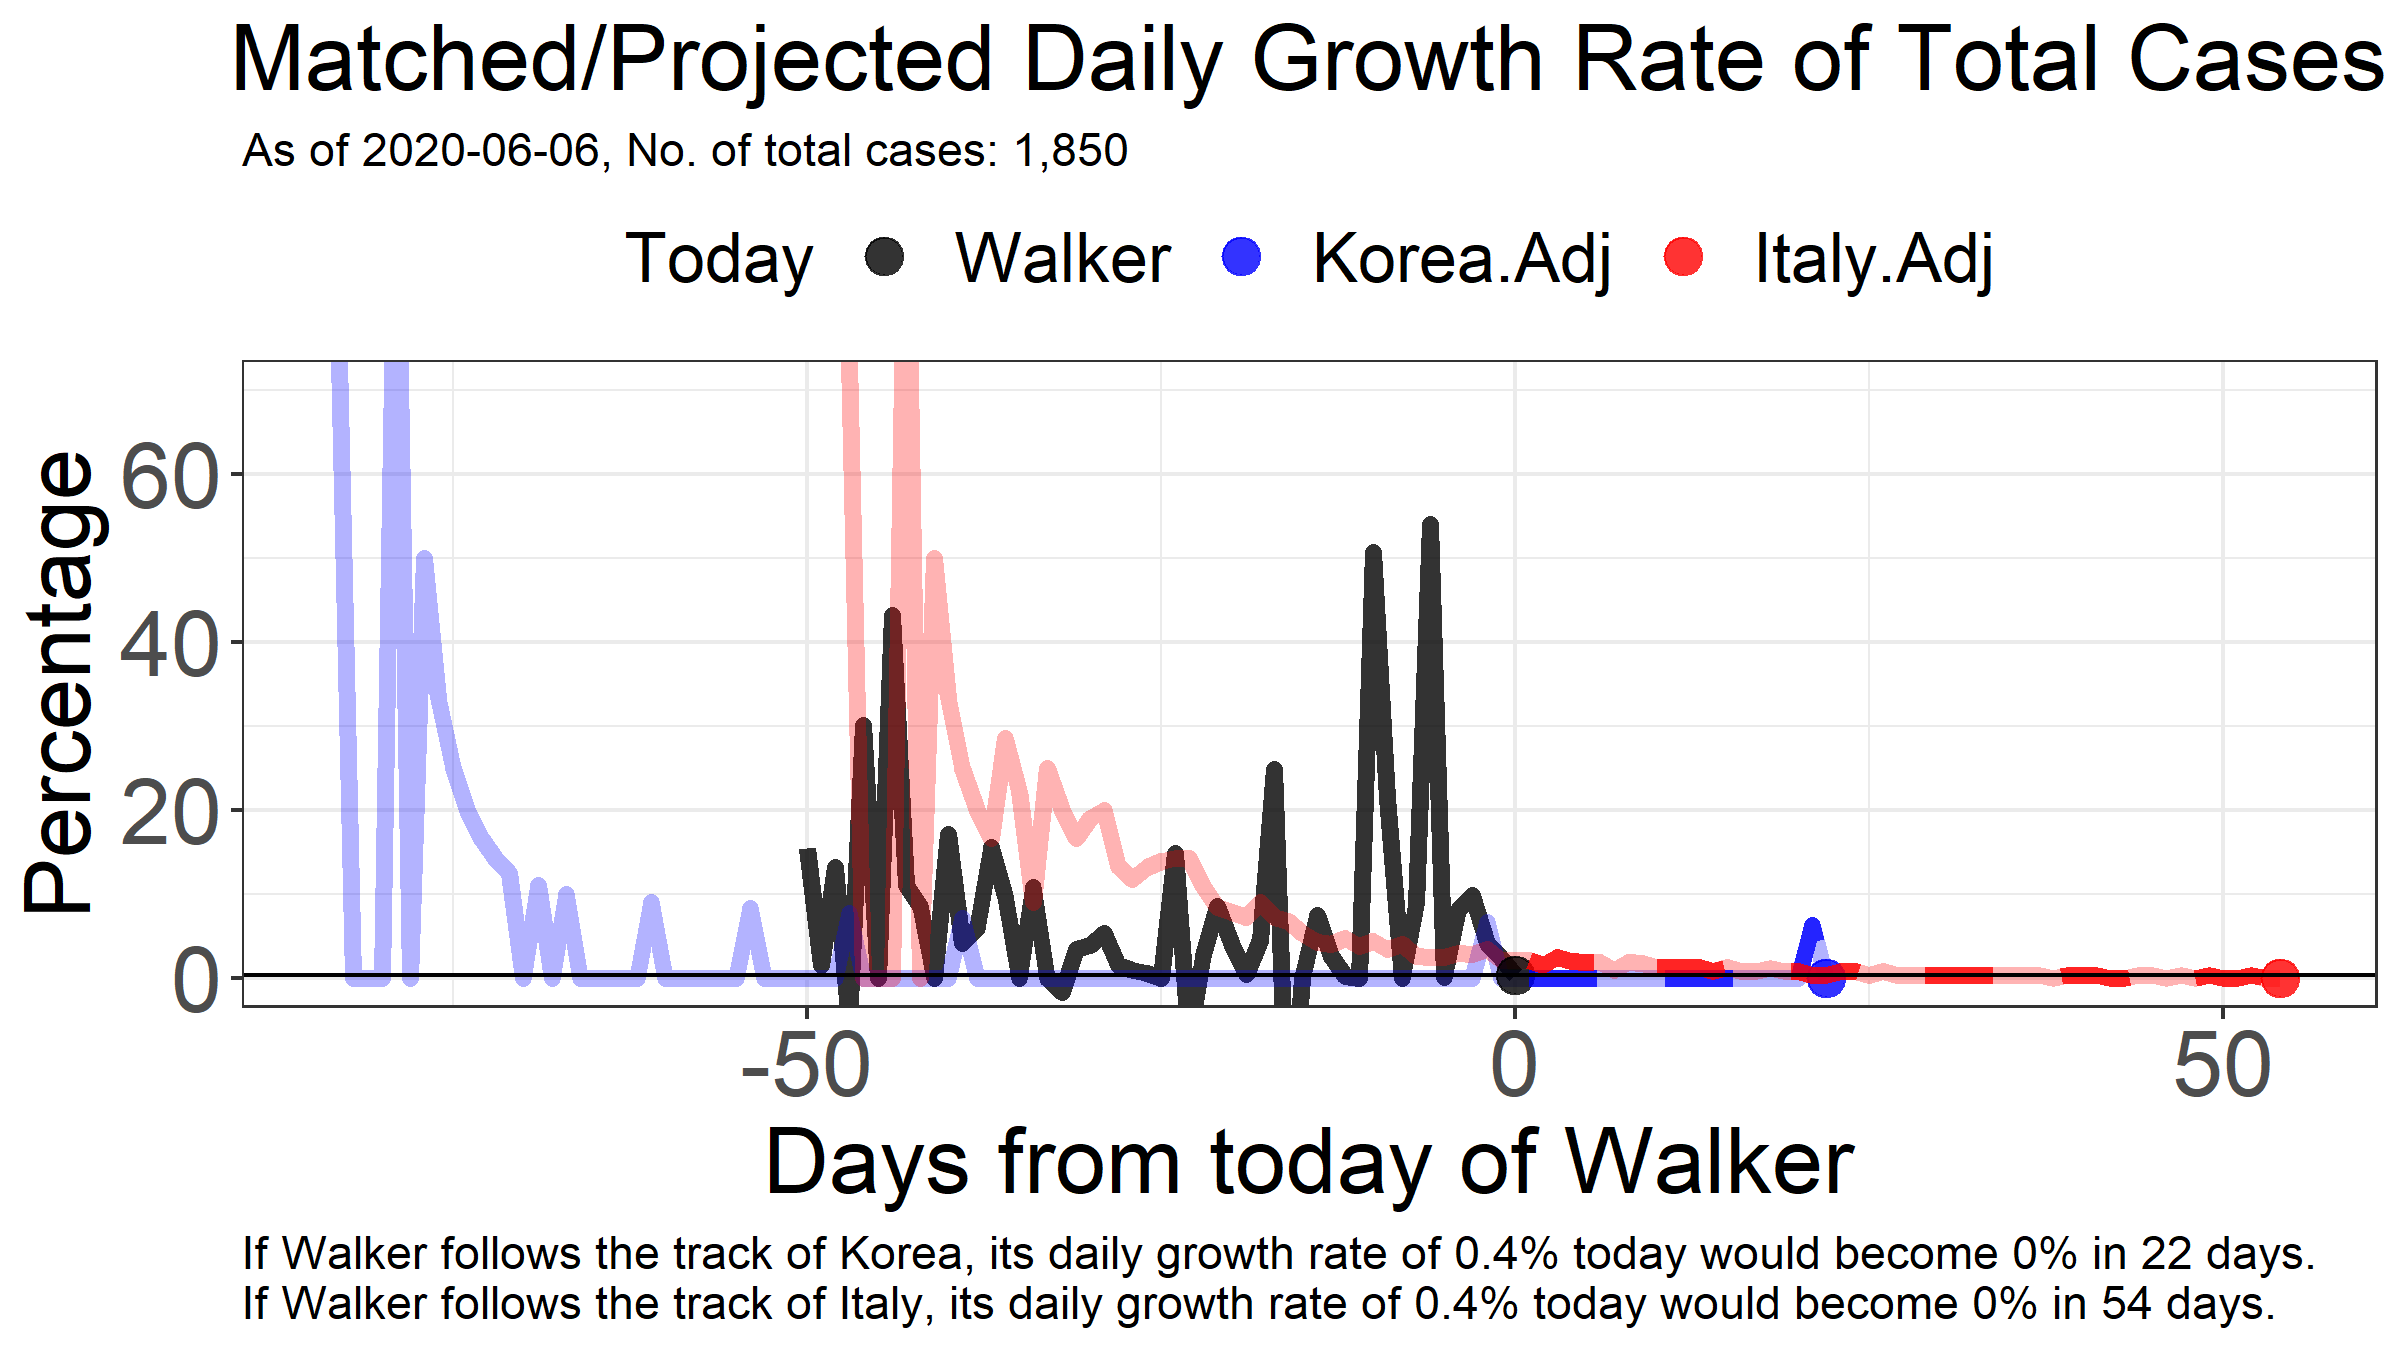 Matched/Projected Daily Growth Rate of Total Cases
As of 2020-06-06, No. of total cases: 1,850
Today Walker Korea.Adj Italy.Adj
Percentage
60
40
20
0
-50 0 50
Days from today of Walker
If Walker follows the track of Korea, its daily growth rate of 0.4% today would become 0% in 22 days.
If Walker follows the track of Italy, its daily growth rate of 0.4% today would become 0% in 54 days.